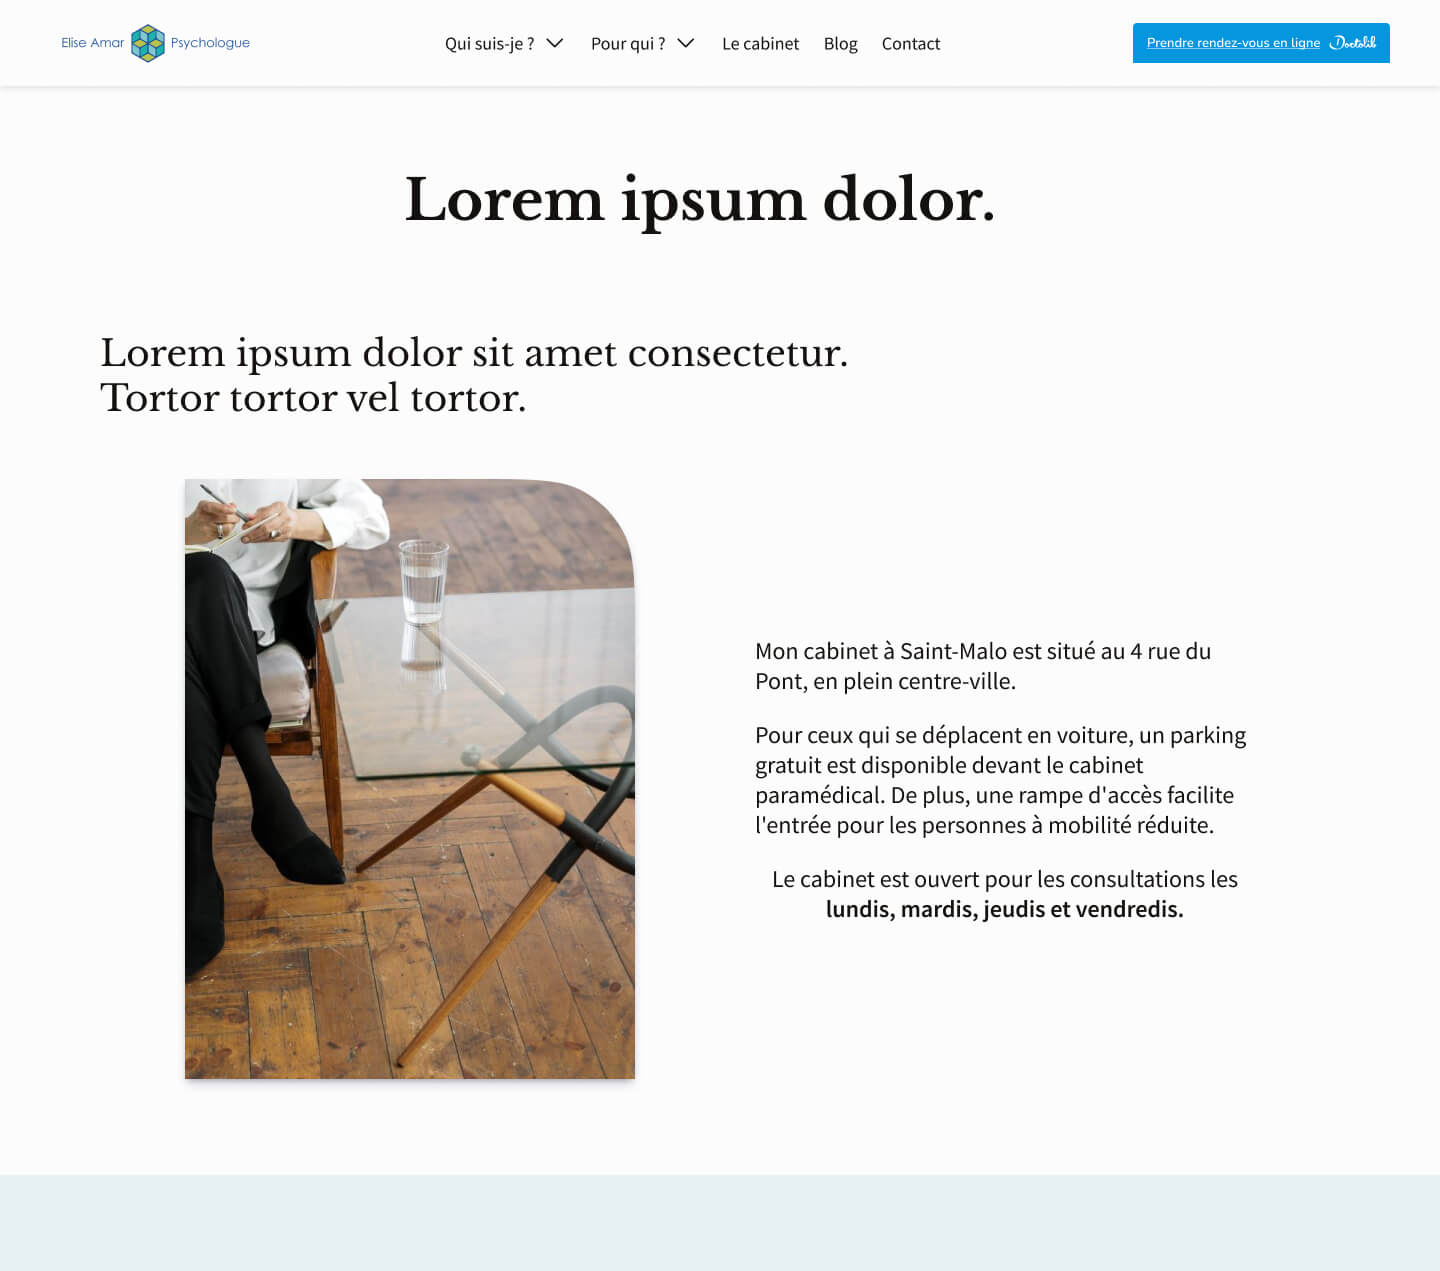 Elise Amar Psychologue
Qui suis-je ? Pour qui ? Le cabinet Blog Contact
Prendre rendez-vous en ligne Doctolib
Lorem ipsum dolor.
Lorem ipsum dolor sit amet consectetur.
Tortor tortor vel tortor.
Mon cabinet à Saint-Malo est situé au 4 rue du
Pont, en plein centre-ville.
Pour ceux qui se déplacent en voiture, un parking
gratuit est disponible devant le cabinet
paramédical. De plus, une rampe d'accès facilite
l'entrée pour les personnes à mobilité réduite.
Le cabinet est ouvert pour les consultations les
lundis, mardis, jeudis et vendredis.